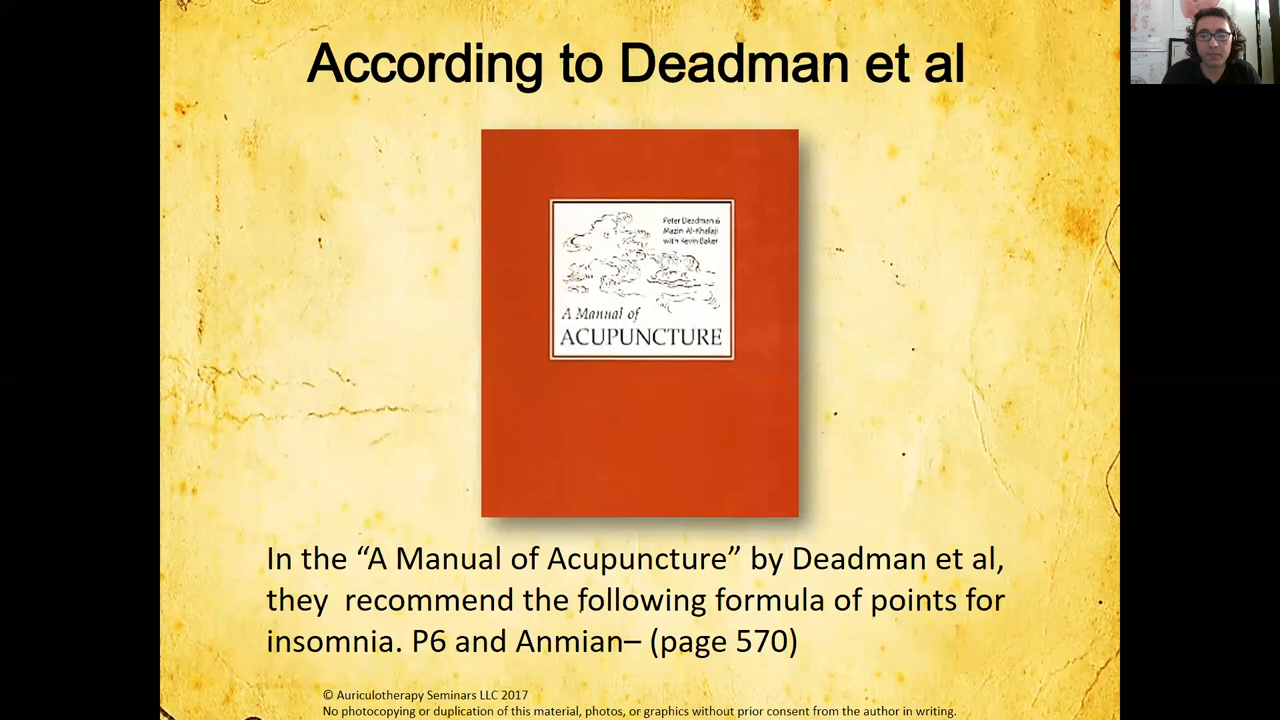 According to Deadman et al
Peter Deadman &
Mazin Al-Khafaji
with Kevin Baker
A Manual of
ACUPUNCTURE
In the “A Manual of Acupuncture” by Deadman et al,
they recommend the following formula of points for
insomnia. P6 and Anmian– (page 570)
© Auriculotherapy Seminars LLC 2017
No photocopying or duplication of this material, photos, or graphics without prior consent from the author in writing.